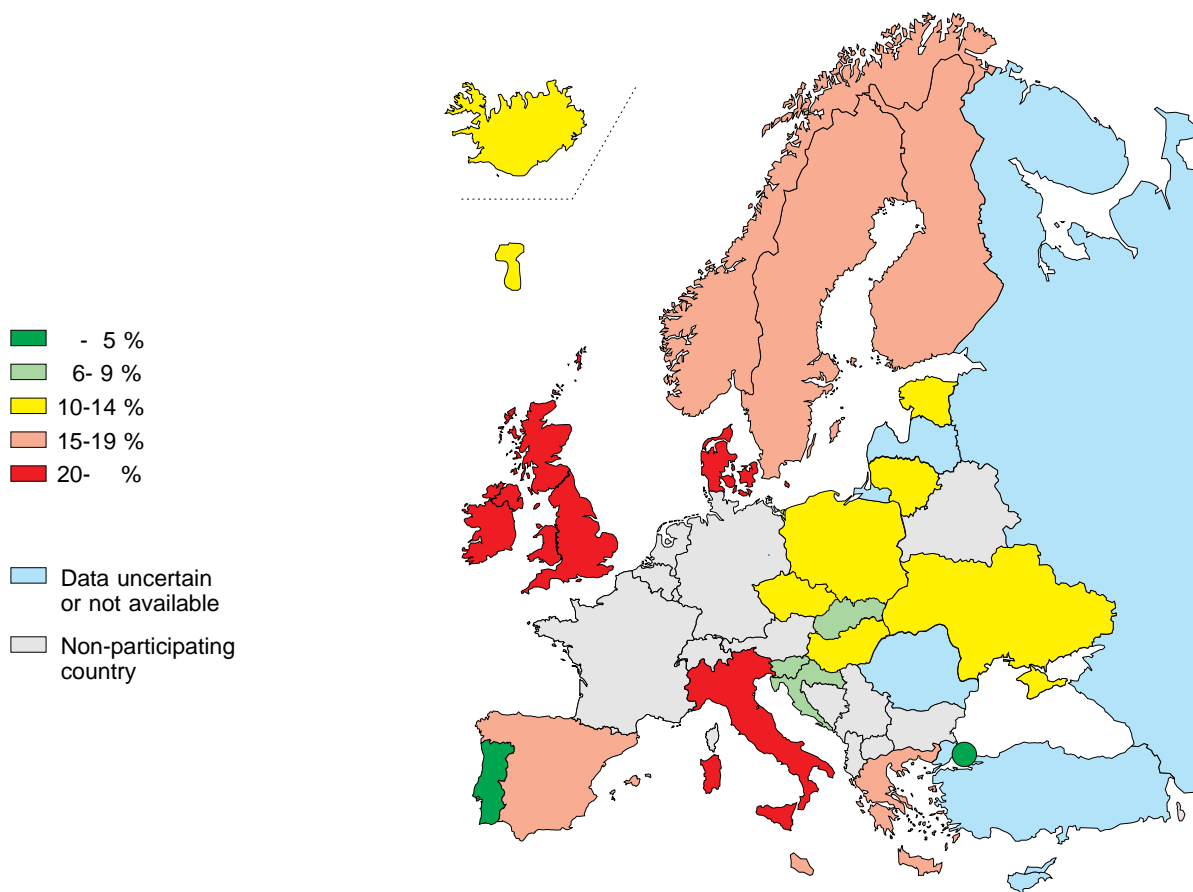 - 5 %
6- 9 %
10-14 %
15-19 %
20- %
Data uncertain
or not available
Non-participating
country